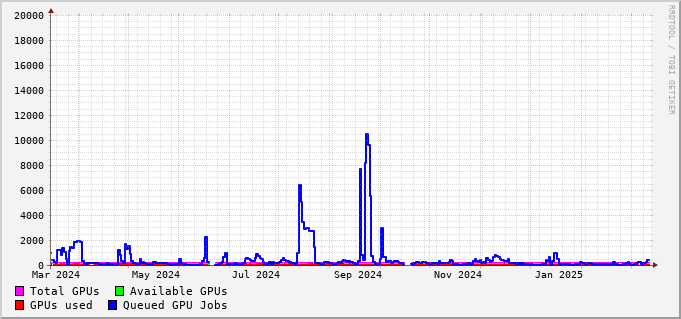 20000
18000
16000
14000
12000
10000
8000
6000
4000
2000
0
Mar 2024 May 2024 Jul 2024 Sep 2024 Nov 2024 Jan 2025
Total GPUs Available GPUs
GPUs used Queued GPU Jobs
RRDTOOL / TOBI OETIKER